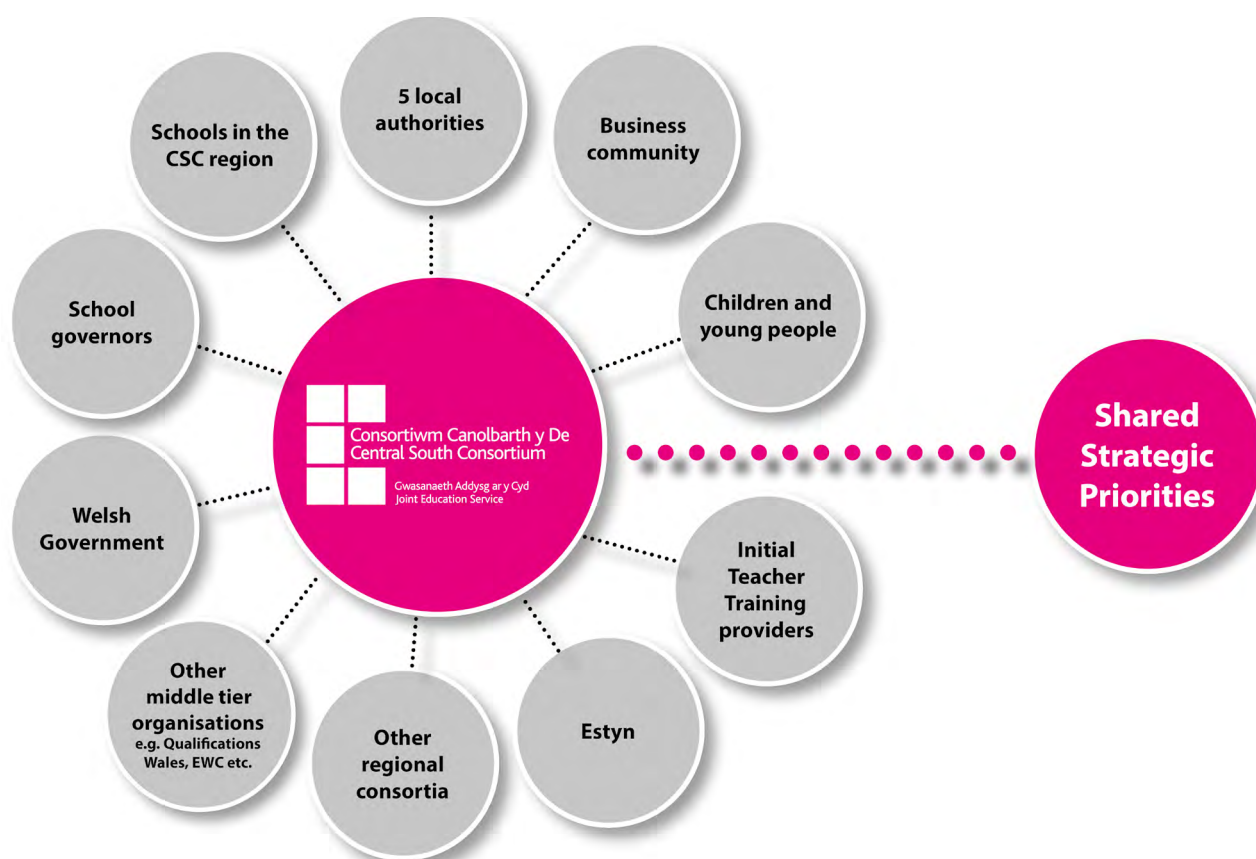 5 local
authorities
Business
community
Schools in the
CSC region
Children and
young people
School
governors
Consortiwm Canolbarth y De
Central South Consortium
Gwasanaeth Addysg ar y Cyd
Joint Education Service
Shared
Strategic
Priorities
Welsh
Government
Initial
Teacher
Training
providers
Other
middle tier
organisations
e.g. Qualifications
Wales, EWC etc.
Other
regional
consortia
Estyn